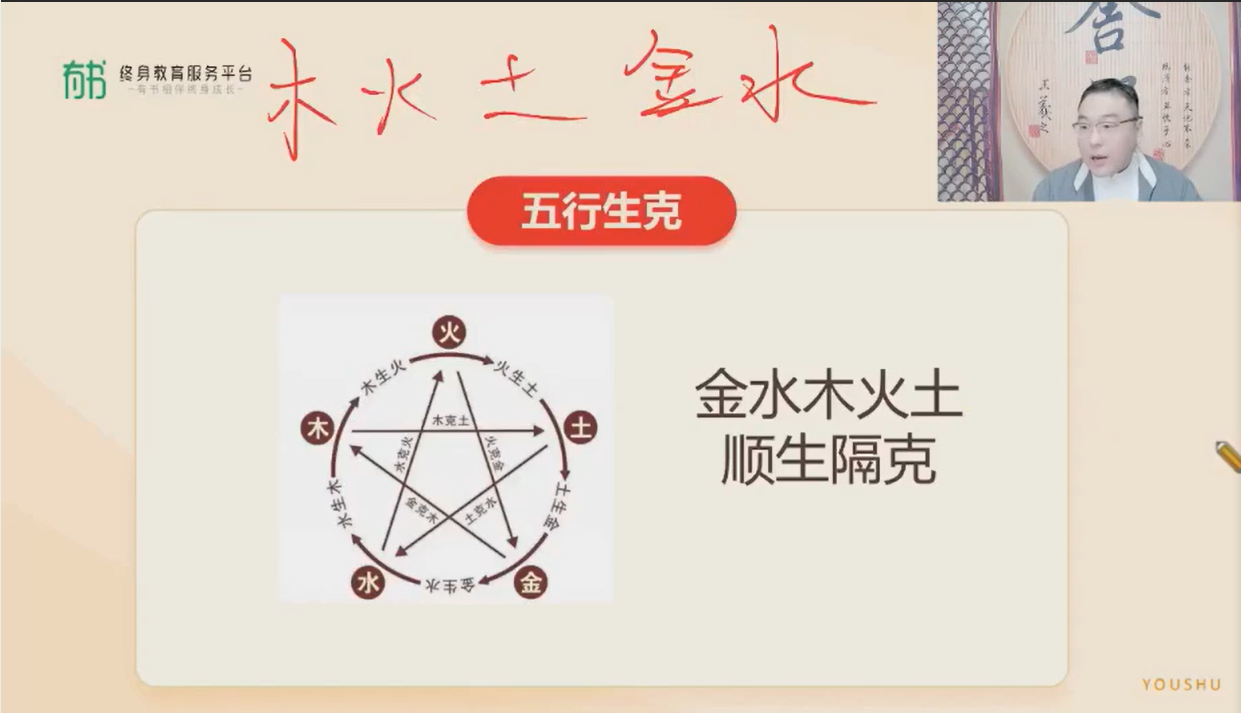 有书 终身教育服务平台
-有书相伴终身成长-
木火土金水
五行生克
火
木生火
火生土
木
木克土
土
水克火
火克金
水生木
土生金
金克木
土克水
水
金生水
金
金水木火土
顺生隔克
YOUSHU